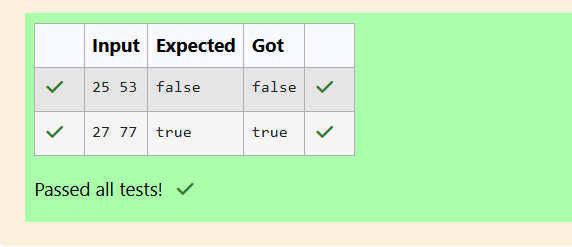 Input Expected Got
25 53 false false
27 77 true true
Passed all tests!